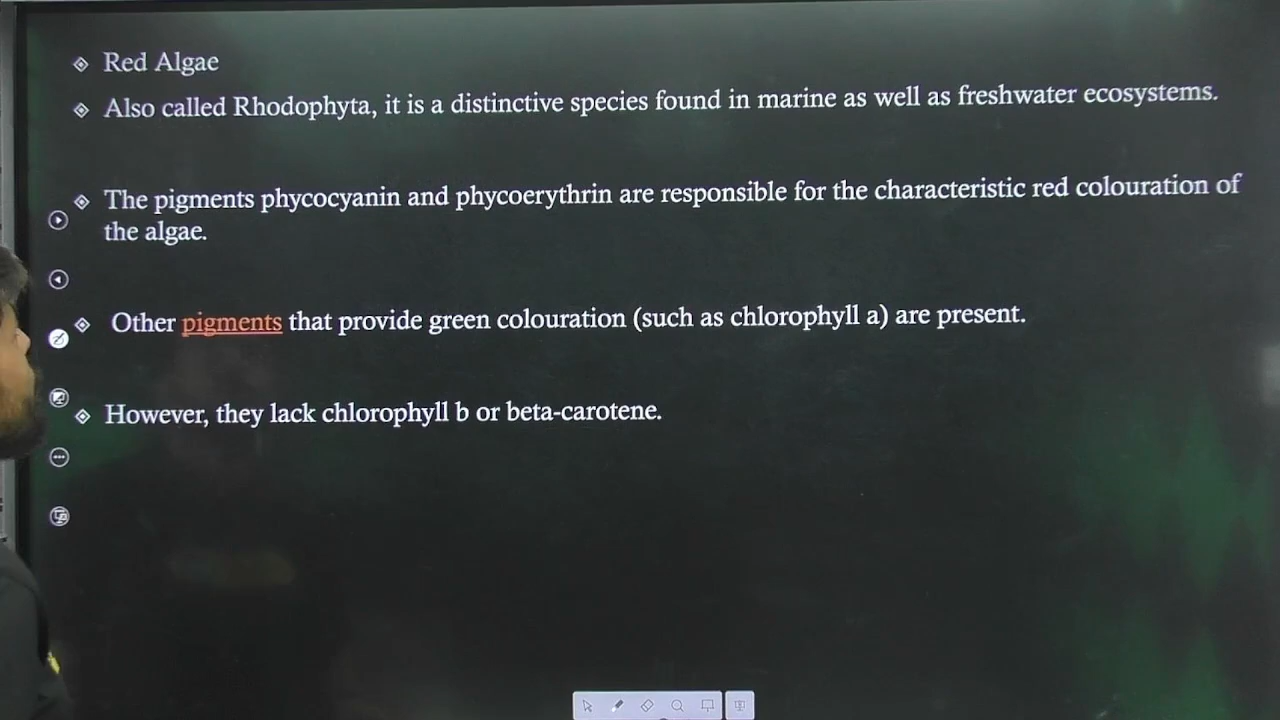 Red Algae
Also called Rhodophyta, it is a distinctive species found in marine as well as freshwater ecosystems.
The pigments phycocyanin and phycoerythrin are responsible for the characteristic red colouration of
the algae.
Other pigments that provide green colouration (such as chlorophyll a) are present.
However, they lack chlorophyll b or beta-carotene.